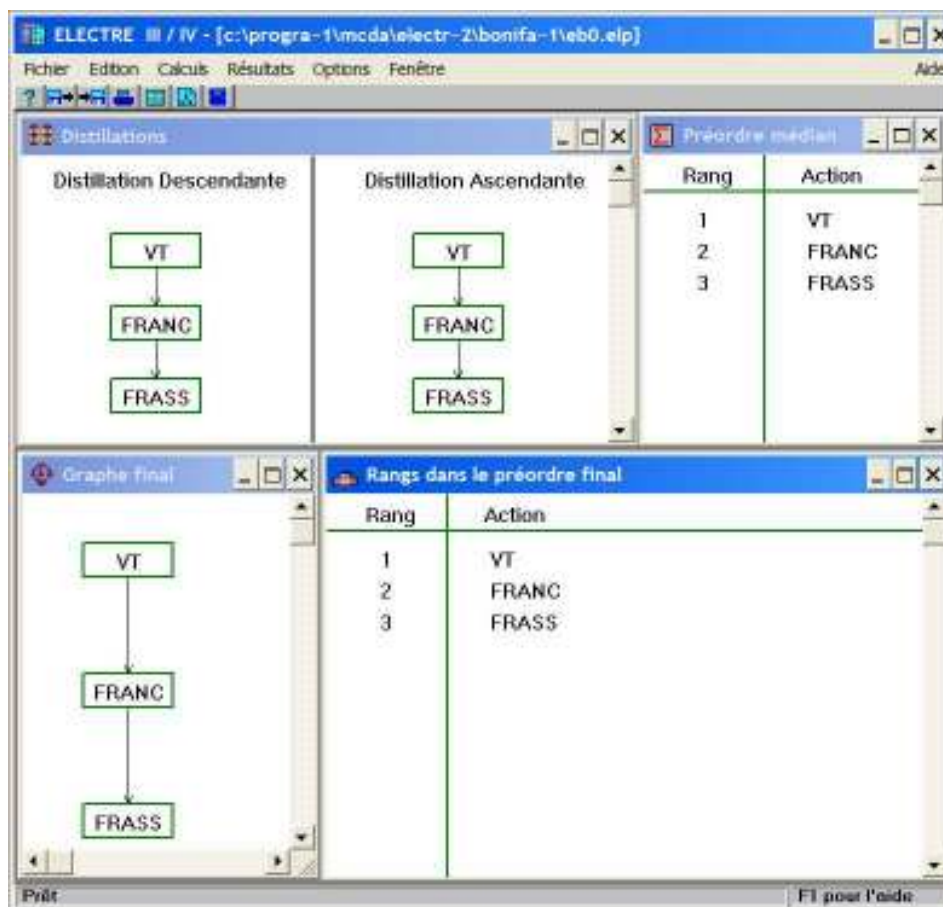 ELECTRE III / IV - [c:\progra~1\mcda\electr~2\bonifa~1\eb0.elp]
Fichier Edition Calculs Résultats Options Fenêtre Aide
Distillations
Distillation Descendante Distillation Ascendante
VT VT
FRANC FRANC
FRASS FRASS
Préordre médian
Rang Action
1 VT
2 FRANC
3 FRASS
Graphe final
VT
FRANC
FRASS
Rangs dans le préordre final
Rang Action
1 VT
2 FRANC
3 FRASS
Prêt F1 pour l'aide